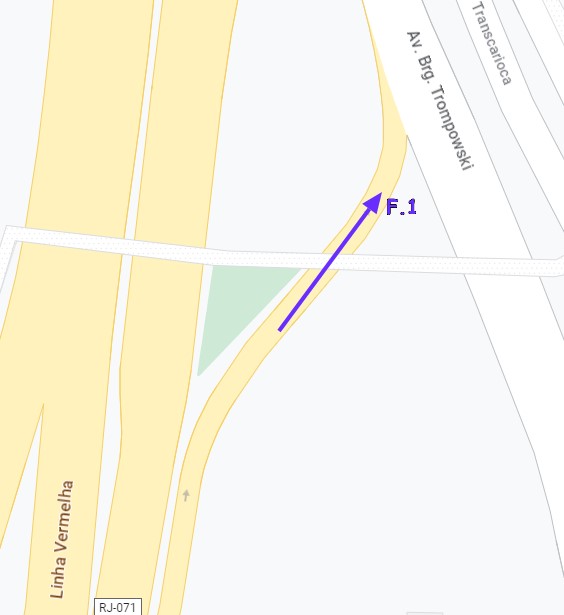 Transcarioca
Av. Brg. Trompowski
F.1
Linha Vermelha
RJ-071